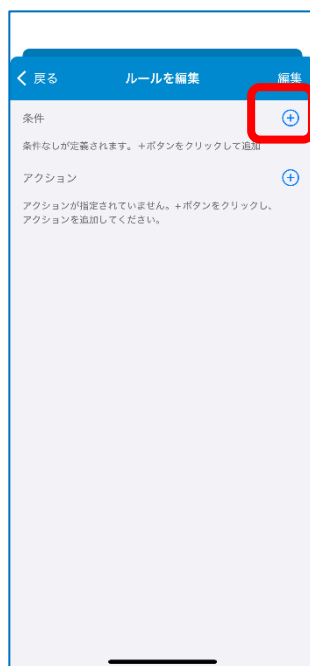 戻る ルールを編集 編集
条件
条件なしが定義されます。+ボタンをクリックして追加
アクション
アクションが指定されていません。+ボタンをクリックし、
アクションを追加してください。